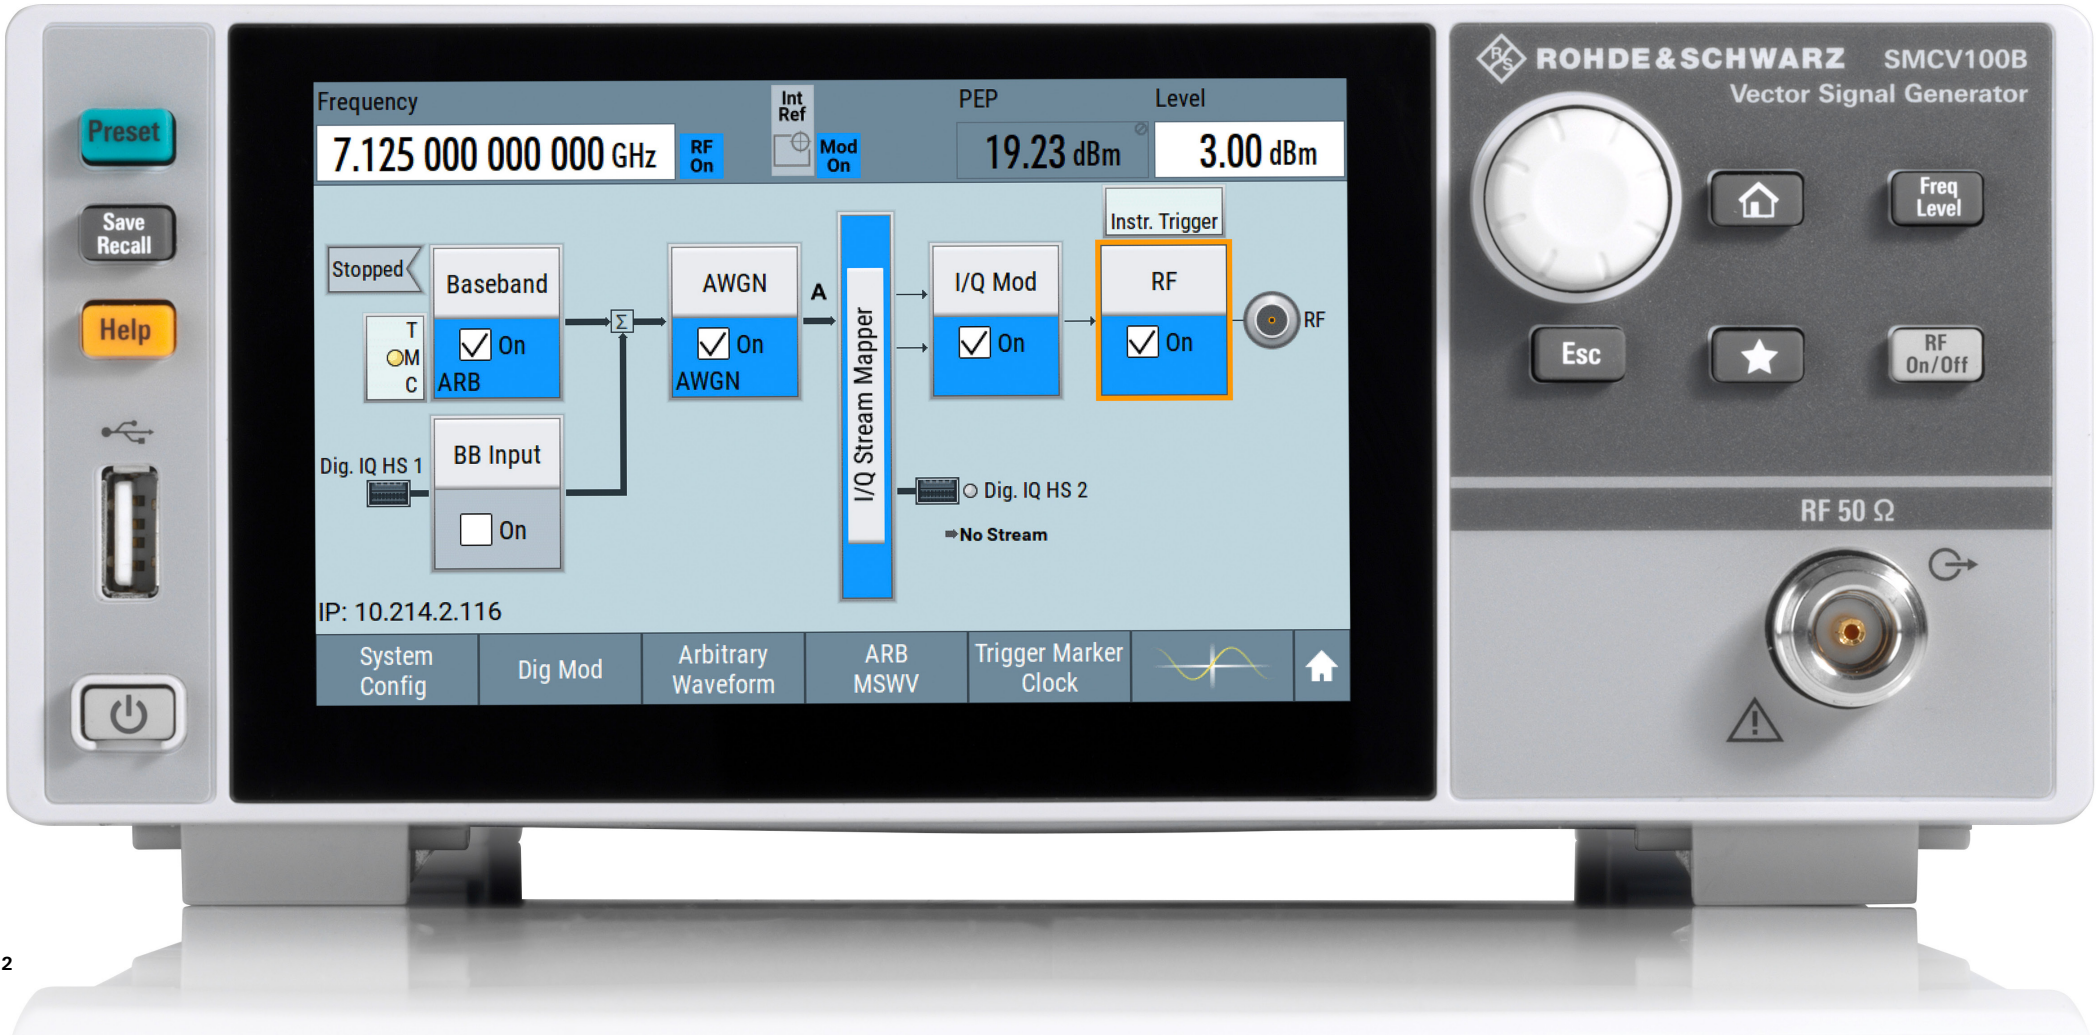 ROHDE & SCHWARZ SMCV100B
Vector Signal Generator
Preset
Save
Recall
Help
Frequency
7.125 000 000 000 GHz
RF
On
Int
Ref
Mod
On
PEP
19.23 dBm
Level
3.00 dBm
Instr. Trigger
Stopped
Baseband
On
ARB
T
M
C
Σ
AWGN
On
AWGN
A
I/Q Stream Mapper
I/Q Mod
On
RF
On
RF
Dig. IQ HS 1
BB Input
On
Dig. IQ HS 2
No Stream
IP: 10.214.2.116
System
Config
Dig Mod
Arbitrary
Waveform
ARB
MSWV
Trigger Marker
Clock
Freq
Level
Esc
RF
On/Off
RF 50 Ω
2